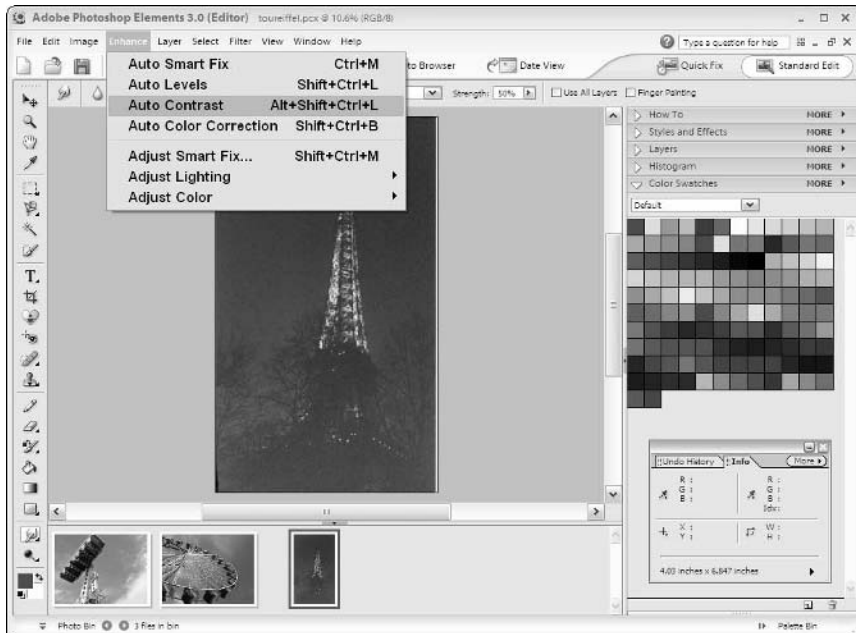 Adobe Photoshop Elements 3.0 (Editor) toureiffel.pcx @ 10.6% (RGB/8)
File Edit Image Enhance Layer Select Filter View Window Help
Type a question for help
to Browser
Date View
Quick Fix
Standard Edit
Strength: 50%
Use All Layers
Finger Painting
Auto Smart Fix Ctrl+M
Auto Levels Shift+Ctrl+L
Auto Contrast Alt+Shift+Ctrl+L
Auto Color Correction Shift+Ctrl+B
Adjust Smart Fix... Shift+Ctrl+M
Adjust Lighting
Adjust Color
How To MORE
Styles and Effects MORE
Layers MORE
Histogram MORE
Color Swatches MORE
Default
T
Undo History Info More
R : R :
G : G :
B : B :
Idx:
X : W :
Y : H :
4.03 inches x 6.847 inches
Photo Bin 3 files in bin
Palette Bin